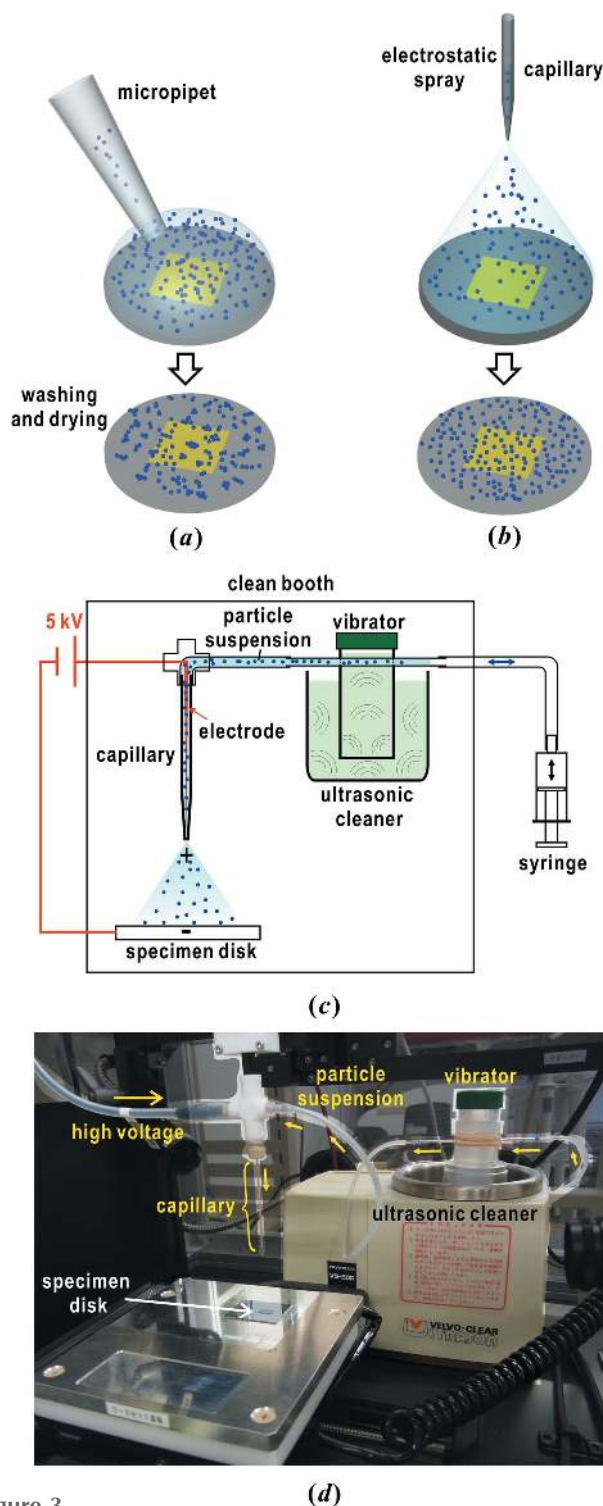 micropipet
electrostatic
spray
capillary
washing
and drying
(a)
(b)
clean booth
5 kV
particle
suspension
vibrator
electrode
capillary
ultrasonic
cleaner
syringe
+
-
specimen disk
(c)
particle
suspension
vibrator
high voltage
capillary
ultrasonic cleaner
specimen
disk
VELVO-CLEAR
(d)